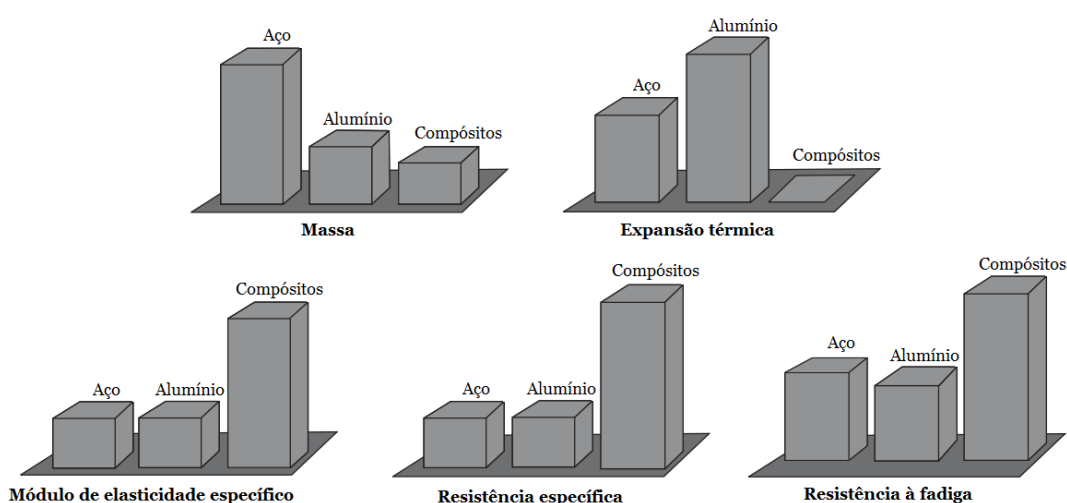 Aço
Alumínio
Compósitos
Massa
Aço
Alumínio
Compósitos
Expansão térmica
Aço
Alumínio
Compósitos
Módulo de elasticidade específico
Aço
Alumínio
Compósitos
Resistência específica
Aço
Alumínio
Compósitos
Resistência à fadiga